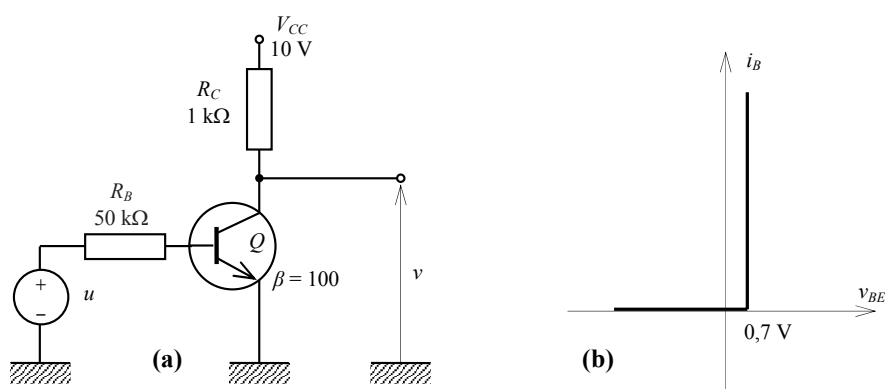 V_CC
10 V
R_C
1 kΩ
R_B
50 kΩ
Q
β = 100
+
−
u
v
(a)
i_B
v_BE
0,7 V
(b)